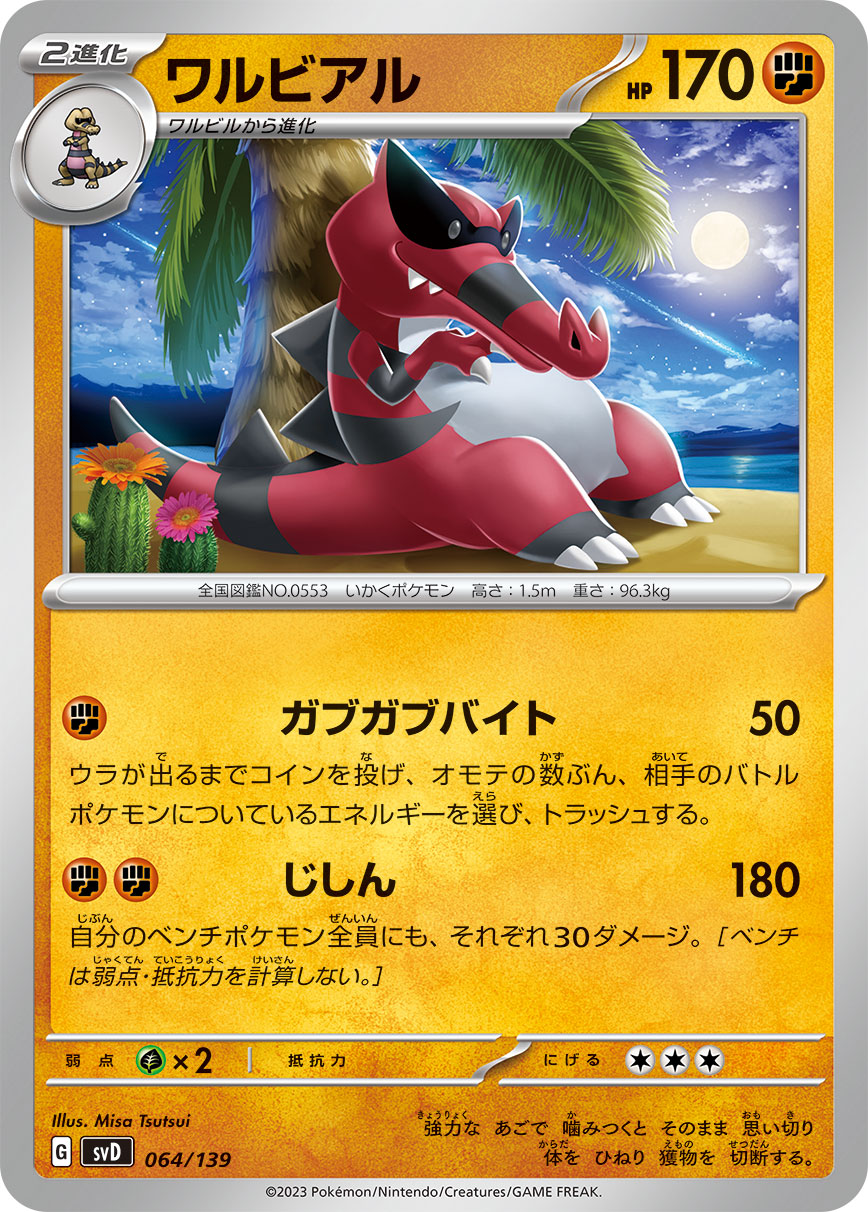 2進化
ワルビアル
HP 170
ワルビルから進化
全国図鑑NO.0553 いかくポケモン 高さ：1.5m 重さ：96.3kg
ガブガブバイト 50
ウラが出るまでコインを投げ、オモテの数ぶん、相手のバトル
ポケモンについているエネルギーを選び、トラッシュする。
じしん 180
自分のベンチポケモン全員にも、それぞれ30ダメージ。［ベンチ
は弱点・抵抗力を計算しない。］
弱点 ×2 抵抗力 にげる
Illus. Misa Tsutsui
強力な あごで 噛みつくと そのまま 思い切り
体を ひねり 獲物を 切断する。
G svD 064/139
©2023 Pokémon/Nintendo/Creatures/GAME FREAK.